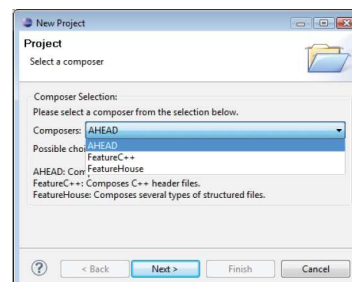 New Project
Project
Select a composer
Composer Selection:
Please select a composer from the selection below.
Composers: AHEAD
Possible cho
AHEAD
FeatureC++
FeatureHouse
AHEAD: Com
FeatureC++: Composes C++ header files.
FeatureHouse: Composes several types of structured files.
?
< Back
Next >
Finish
Cancel